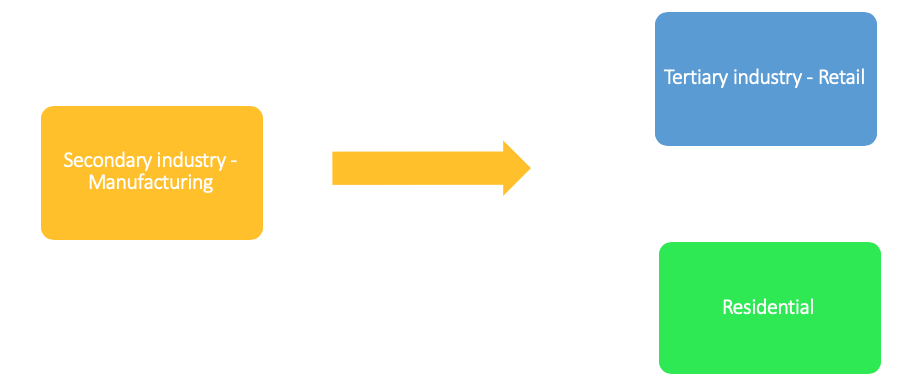 Tertiary industry - Retail
Secondary industry -
Manufacturing
Residential